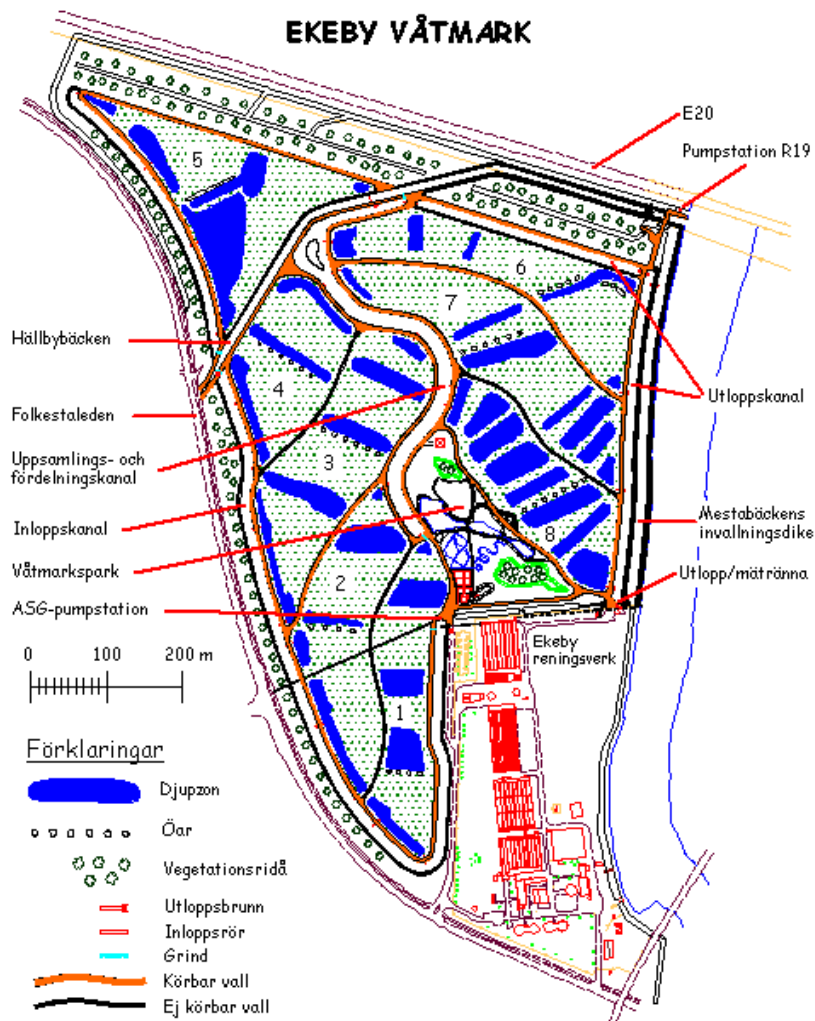 EKEBY VÅTMARK
E20
Pumpstation R19
5
6
7
Hällbybäcken
4
Utloppskanal
Folkestaleden
3
Uppsamlings- och
fördelningskanal
Inloppskanal
Mestabäckens
invallningsdike
8
Våtmarkspark
2
Utlopp/mätränna
ASG-pumpstation
Ekeby
reningsverk
0 100 200 m
1
Förklaringar
Djupzon
Öar
Vegetationsridå
Utloppsbrunn
Inloppsrör
Grind
Körbar vall
Ej körbar vall